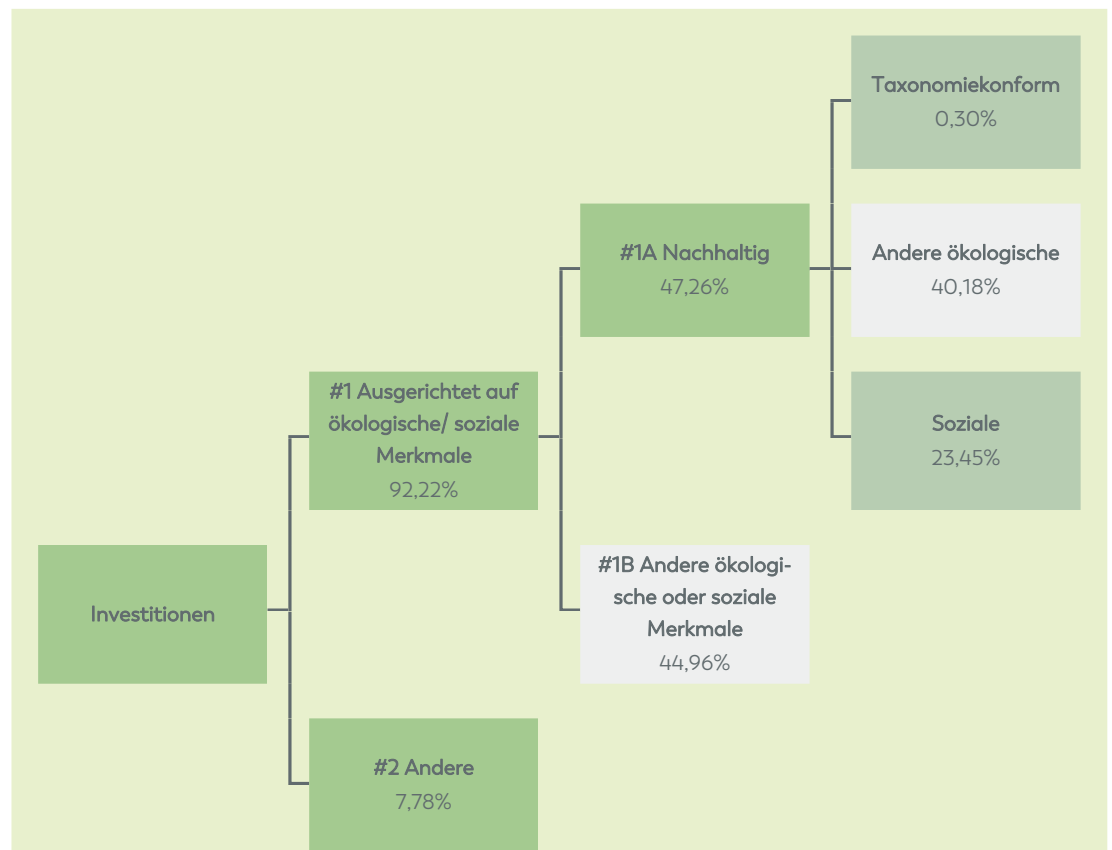 Taxonomiekonform
0,30%
#1A Nachhaltig
47,26%
Andere ökologische
40,18%
#1 Ausgerichtet auf
ökologische/ soziale
Merkmale
92,22%
Soziale
23,45%
Investitionen
#1B Andere ökologi-
sche oder soziale
Merkmale
44,96%
#2 Andere
7,78%